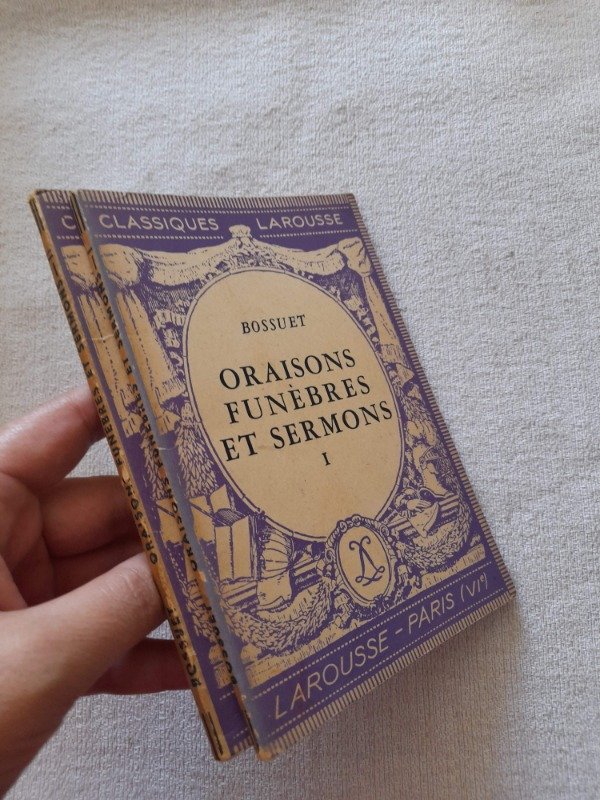 CLASSIQUES LAROUSSE
BOSSUET
ORAISONS
FUNÈBRES
ET SERMONS
I
LAROUSSE - PARIS (VIᵉ)